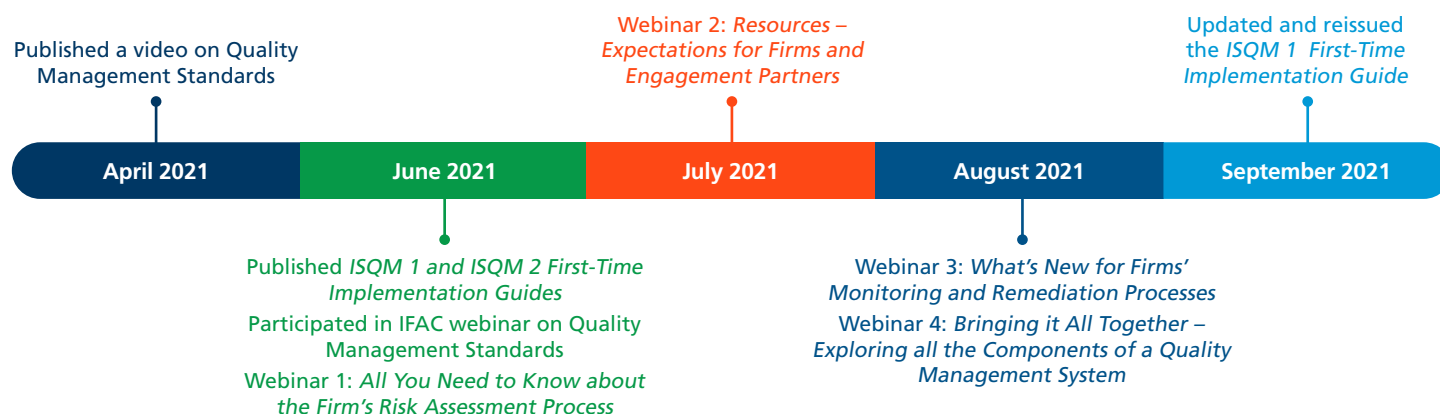 Published a video on Quality
Management Standards
Webinar 2: Resources –
Expectations for Firms and
Engagement Partners
Updated and reissued
the ISQM 1 First-Time
Implementation Guide
April 2021
June 2021
July 2021
August 2021
September 2021
Published ISQM 1 and ISQM 2 First-Time
Implementation Guides
Participated in IFAC webinar on Quality
Management Standards
Webinar 1: All You Need to Know about
the Firm's Risk Assessment Process
Webinar 3: What's New for Firms'
Monitoring and Remediation Processes
Webinar 4: Bringing it All Together –
Exploring all the Components of a Quality
Management System